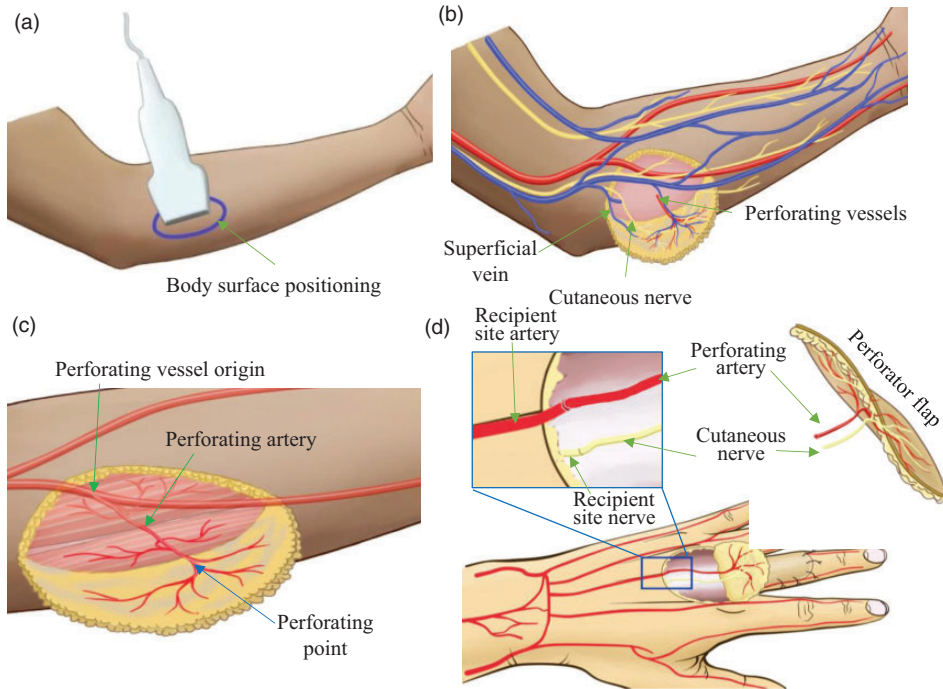 (a)
Body surface positioning
(b)
Perforating vessels
Superficial
vein
Cutaneous nerve
(c)
Perforating vessel origin
Perforating artery
Perforating
point
(d)
Recipient
site artery
Perforating
artery
Perforator flap
Cutaneous
nerve
Recipient
site nerve